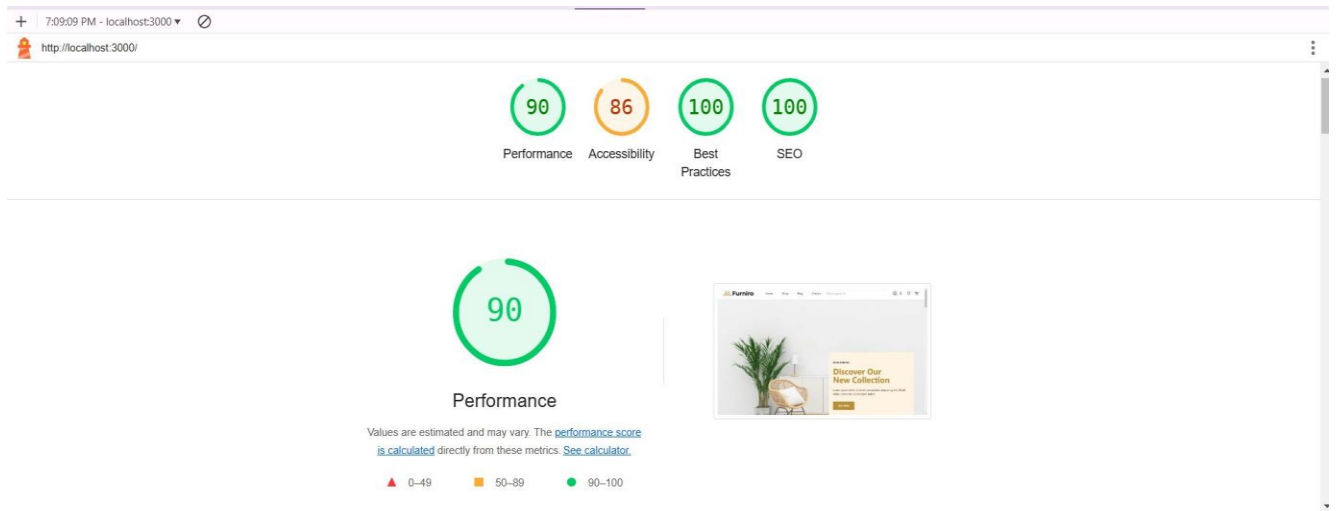 7:09:09 PM - localhost:3000
http://localhost:3000/
90
86
100
100
Performance
Accessibility
Best
Practices
SEO
90
Performance
Values are estimated and may vary. The performance score
is calculated directly from these metrics. See calculator.
0–49
50–89
90–100
Furniro
Discover Our
New Collection